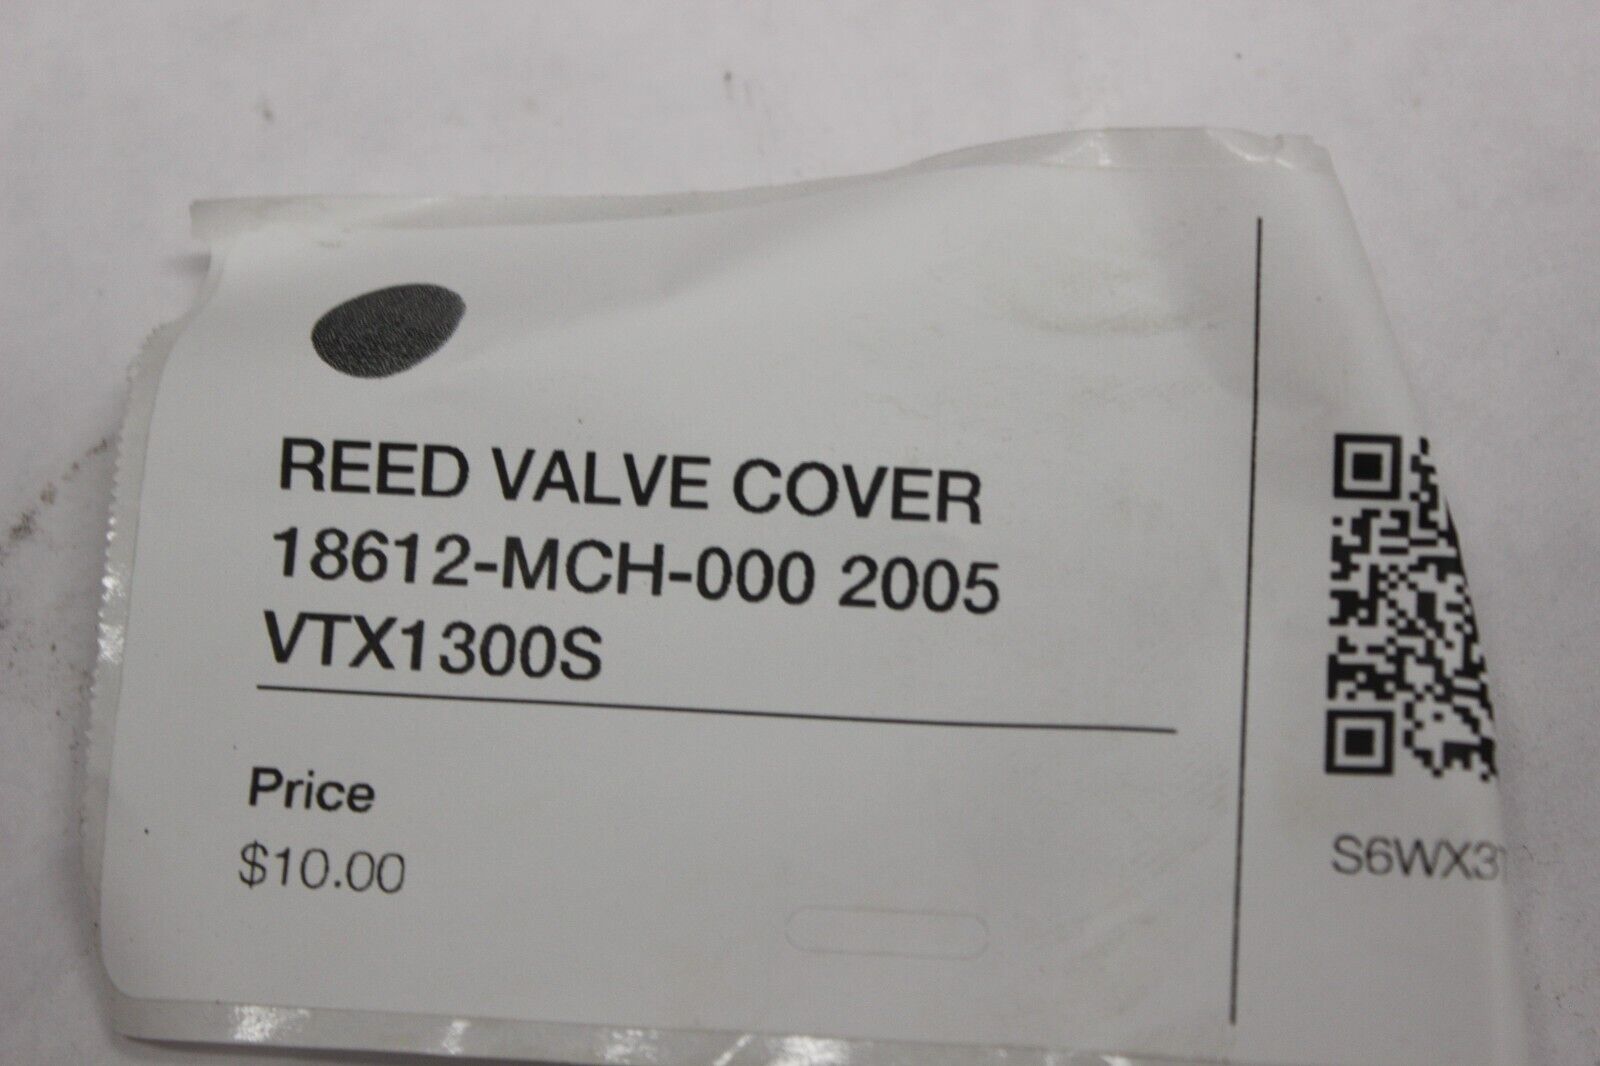 REED VALVE COVER
18612-MCH-000 2005
VTX1300S
Price
$10.00